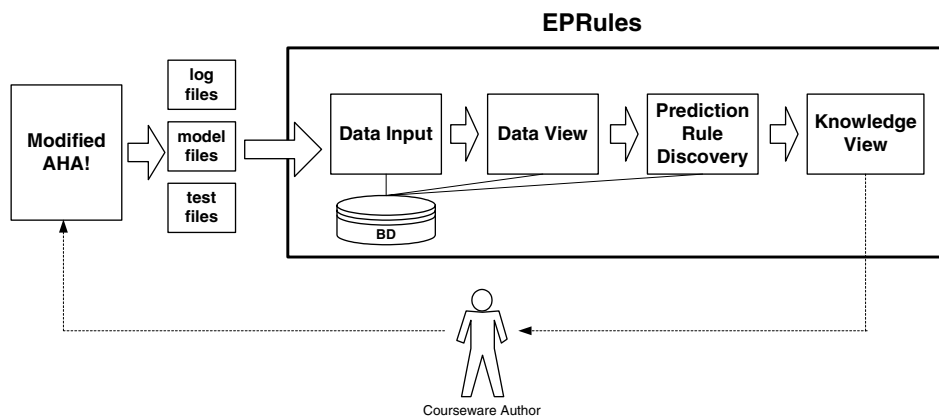 EPRules
log
files
Modified
AHA!
model
files
test
files
Data Input
Data View
Prediction
Rule
Discovery
Knowledge
View
BD
Courseware Author